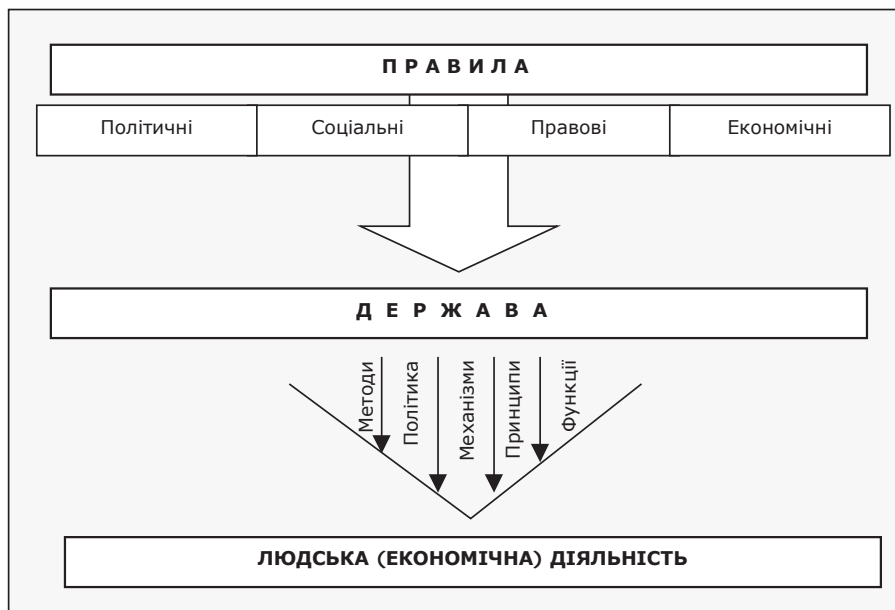 П Р А В И Л А
Політичні
Соціальні
Правові
Економічні
Д Е Р Ж А В А
Методи
Політика
Механізми
Принципи
Функції
ЛЮДСЬКА (ЕКОНОМІЧНА) ДІЯЛЬНІСТЬ